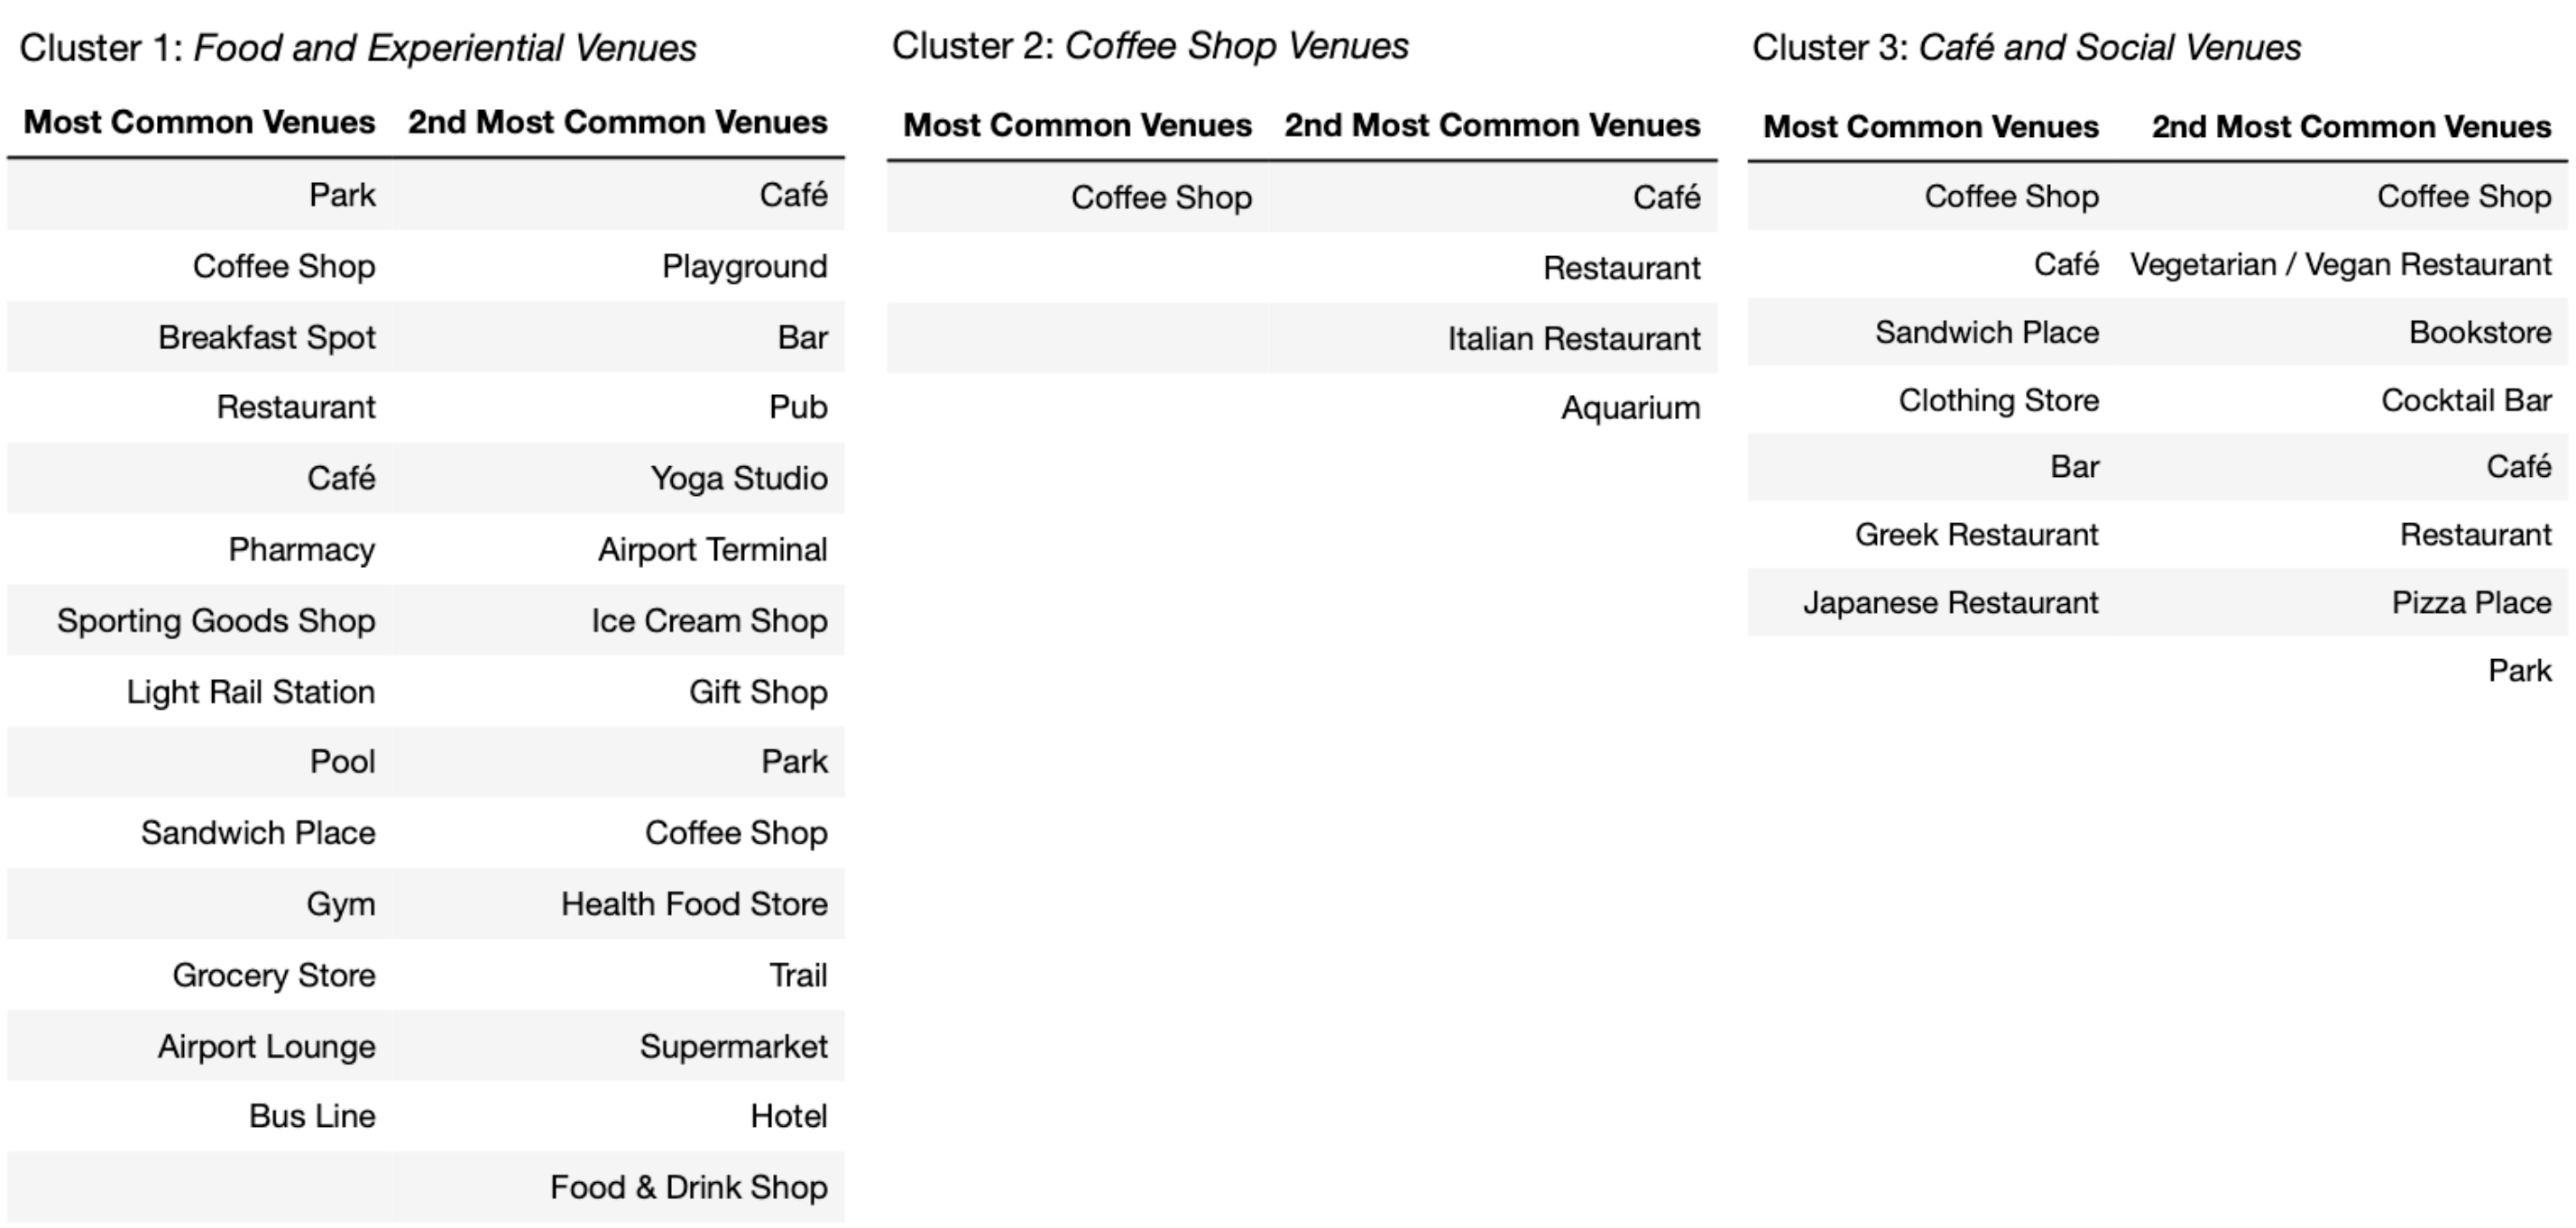 Cluster 1: Food and Experiential Venues
Most Common Venues 2nd Most Common Venues
Park Café
Coffee Shop Playground
Breakfast Spot Bar
Restaurant Pub
Café Yoga Studio
Pharmacy Airport Terminal
Sporting Goods Shop Ice Cream Shop
Light Rail Station Gift Shop
Pool Park
Sandwich Place Coffee Shop
Gym Health Food Store
Grocery Store Trail
Airport Lounge Supermarket
Bus Line Hotel
Food & Drink Shop
Cluster 2: Coffee Shop Venues
Most Common Venues 2nd Most Common Venues
Coffee Shop Café
Restaurant
Italian Restaurant
Aquarium
Cluster 3: Café and Social Venues
Most Common Venues 2nd Most Common Venues
Coffee Shop Coffee Shop
Café Vegetarian / Vegan Restaurant
Sandwich Place Bookstore
Clothing Store Cocktail Bar
Bar Café
Greek Restaurant Restaurant
Japanese Restaurant Pizza Place
Park